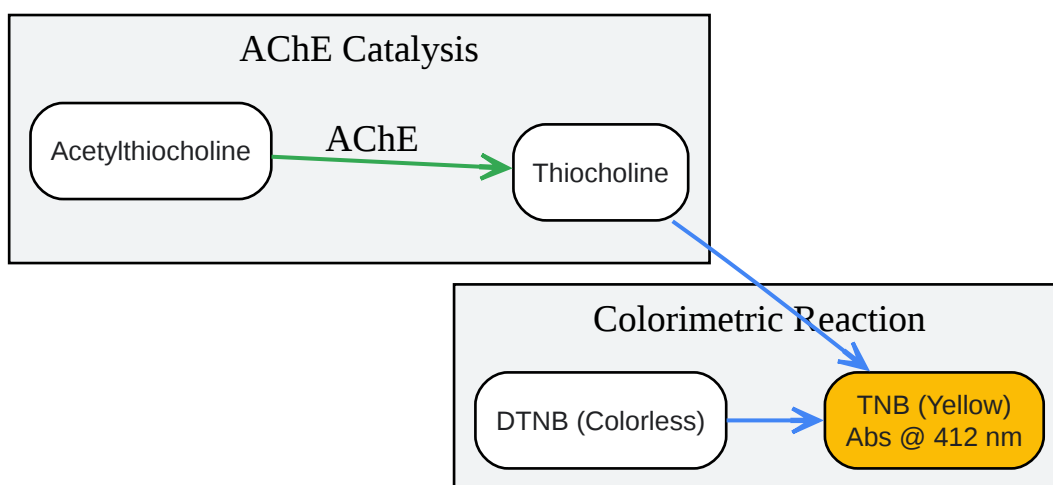 AChE Catalysis
Acetylthiocholine
AChE
Thiocholine
Colorimetric Reaction
DTNB (Colorless)
TNB (Yellow)
Abs @ 412 nm